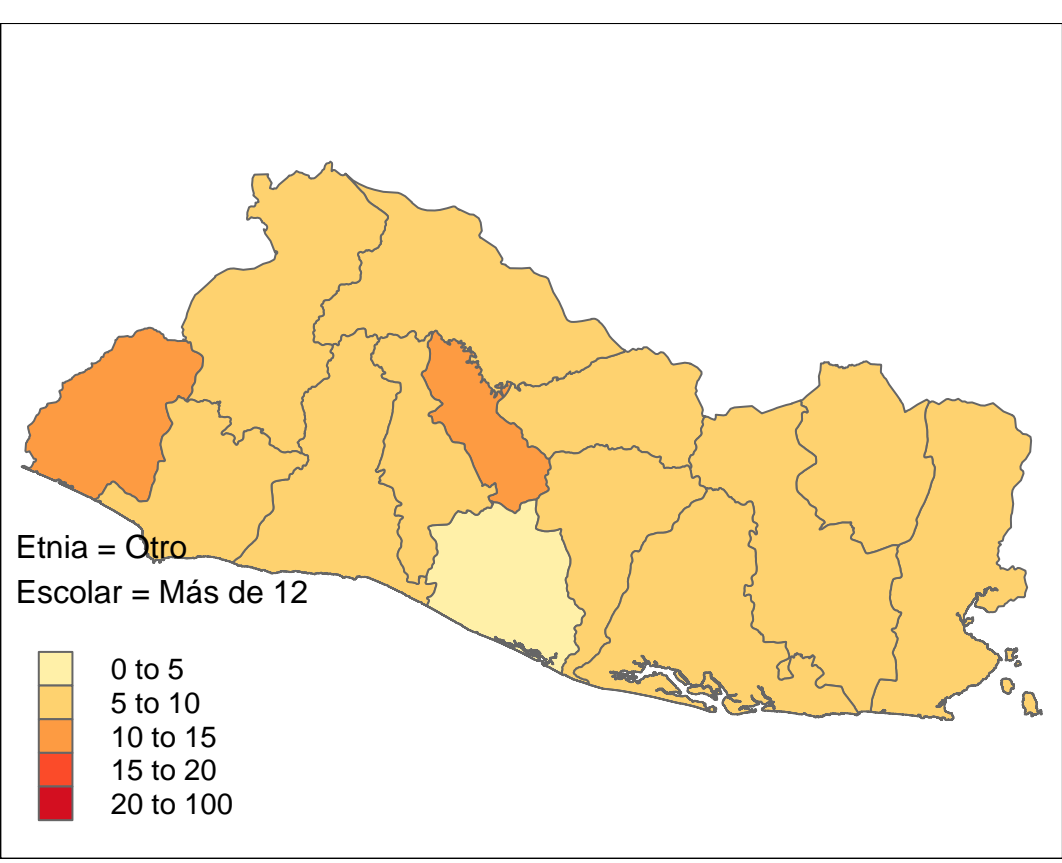 Etnia = Otro
Escolar = Más de 12
0 to 5
5 to 10
10 to 15
15 to 20
20 to 100